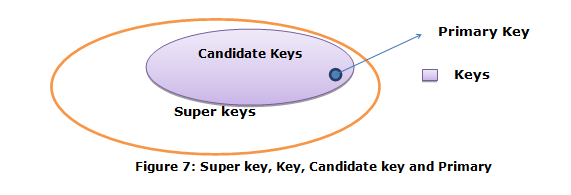 Primary Key
Candidate Keys
Keys
Super keys
Figure 7: Super key, Key, Candidate key and Primary